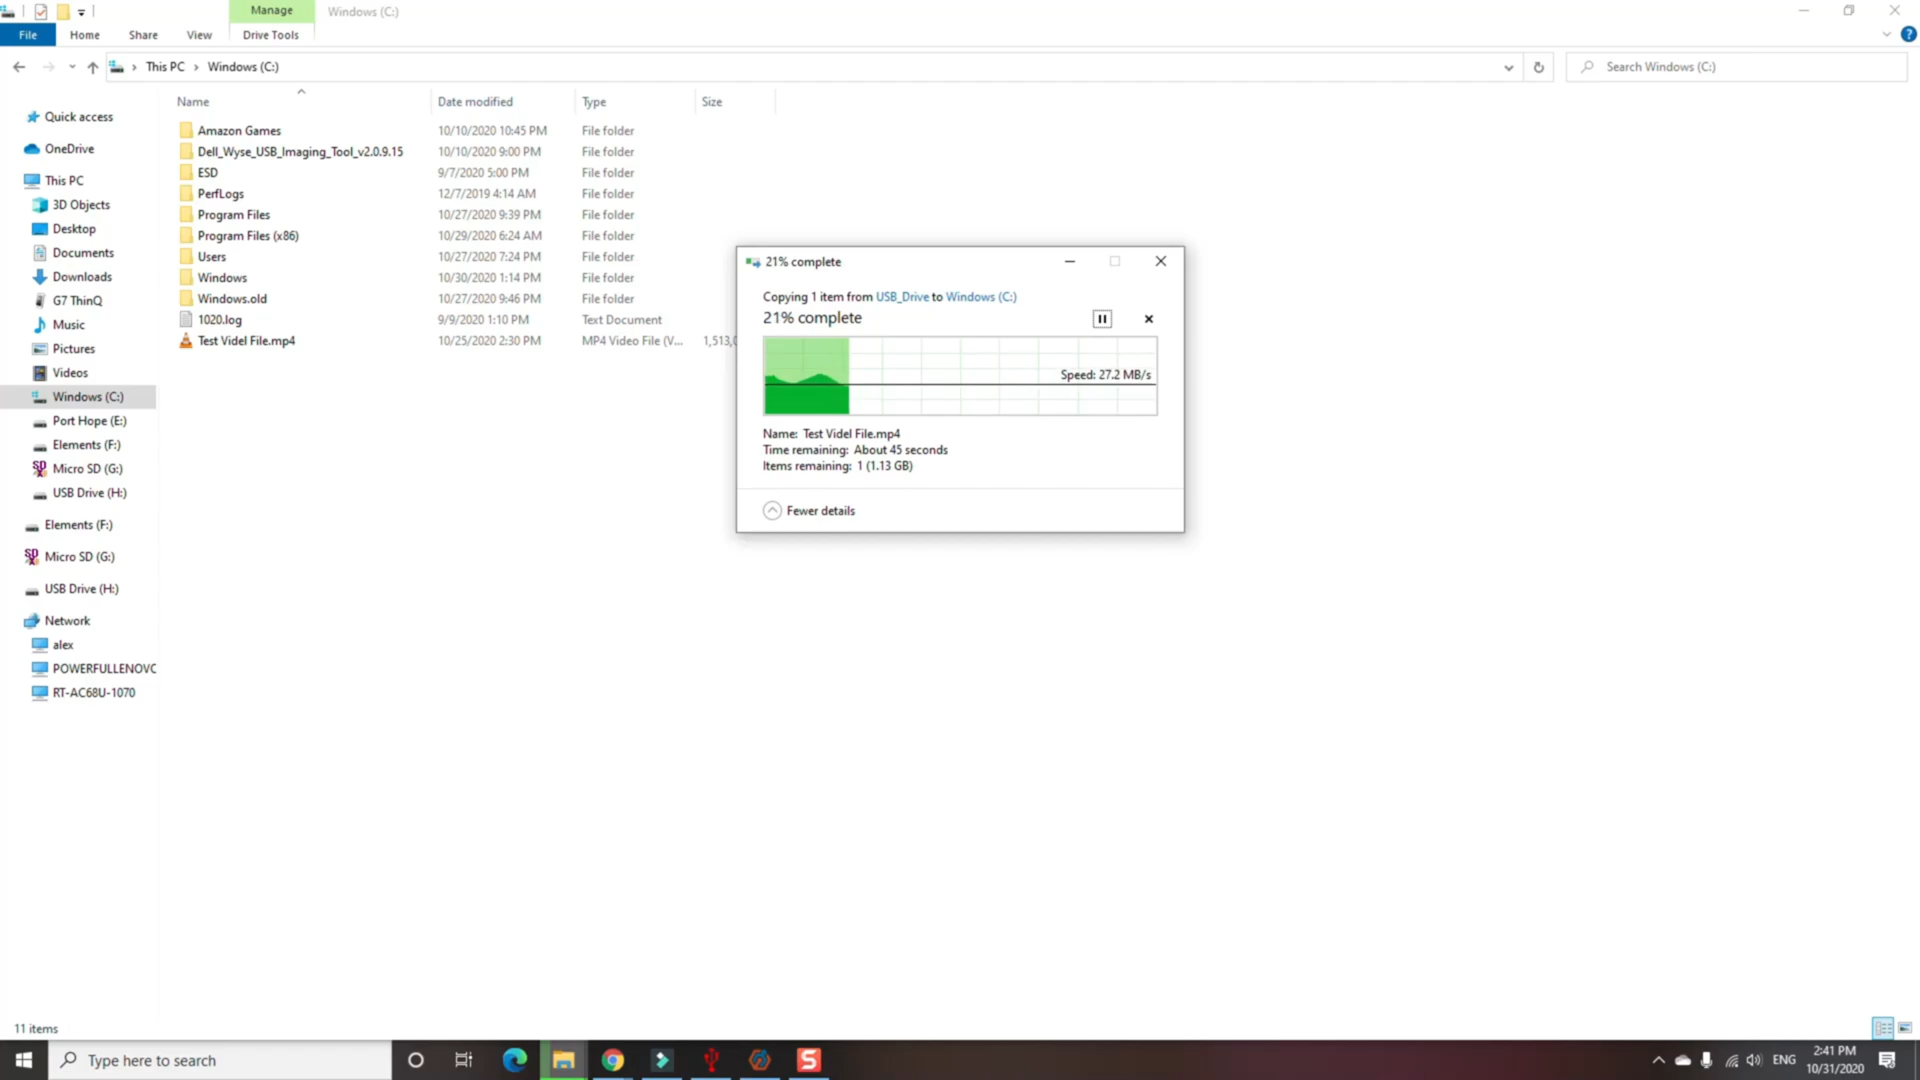 Manage
Windows (C:)
File
Home
Share
View
Drive Tools
This PC
Windows (C:)
Search Windows (C:)
Name
Date modified
Type
Size
Quick access
OneDrive
This PC
3D Objects
Desktop
Documents
Downloads
G7 ThinQ
Music
Pictures
Videos
Windows (C:)
Port Hope (E:)
Elements (F:)
Micro SD (G:)
USB Drive (H:)
Elements (F:)
Micro SD (G:)
USB Drive (H:)
Network
alex
POWERFULLENOVO
RT-AC68U-1070
Amazon Games 10/10/2020 10:45 PM File folder
Dell_Wyse_USB_Imaging_Tool_v2.0.9.15 10/10/2020 9:00 PM File folder
ESD 9/7/2020 5:00 PM File folder
PerfLogs 12/7/2019 4:14 AM File folder
Program Files 10/27/2020 9:39 PM File folder
Program Files (x86) 10/29/2020 6:24 AM File folder
Users 10/27/2020 7:24 PM File folder
Windows 10/30/2020 1:14 PM File folder
Windows.old 10/27/2020 9:46 PM File folder
1020.log 9/9/2020 1:10 PM Text Document
Test Videl File.mp4 10/25/2020 2:30 PM MP4 Video File (V... 1,513,0
21% complete
Copying 1 item from USB_Drive to Windows (C:)
21% complete
Speed: 27.2 MB/s
Name: Test Videl File.mp4
Time remaining: About 45 seconds
Items remaining: 1 (1.13 GB)
Fewer details
11 items
Type here to search
ENG
2:41 PM
10/31/2020